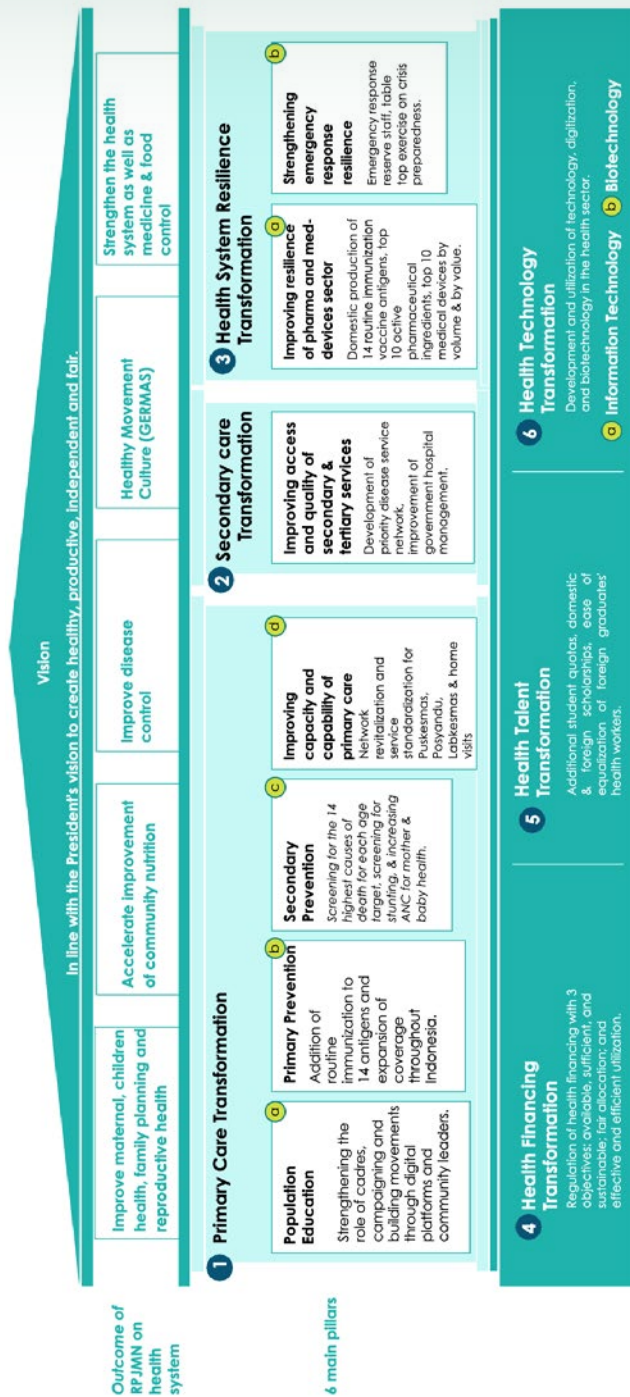 Vision
In line with the President's vision to create healthy, productive, independent and fair.
Outcome of
RPJMN on
health
system
Improve maternal, children
health, family planning and
reproductive health
Accelerate improvement
of community nutrition
Improve disease
control
Healthy Movement
Culture (GERMAS)
Strengthen the health
system as well as
medicine & food
control
6 main pillars
1 Primary Care Transformation
a
Population
Education
Strengthening the
role of cadres,
campaigning and
building movements
through digital
platforms and
community leaders.
b
Primary Prevention
Addition of
routine
immunization to
14 antigens and
expansion of
coverage
throughout
Indonesia.
c
Secondary
Prevention
Screening for the 14
highest causes of
death for each age
target, screening for
stunting, & increasing
ANC for mother &
baby health.
d
Improving
capacity and
capability of
primary care
Network
revitalization and
service
standardization for
Puskesmas,
Posyandu,
Labkesmas & home
visits
2 Secondary care
Transformation
Improving access
and quality of
secondary &
tertiary services
Development of
priority disease service
network,
improvement of
government hospital
management.
3 Health System Resilience
Transformation
a
Improving resilience
of pharma and med-
devices sector
Domestic production of
14 routine immunization
vaccine antigens, top
10 active
pharmaceutical
ingredients, top 10
medical devices by
volume & by value.
b
Strengthening
emergency
response
resilience
Emergency response
reserve staff, table
top exercise on crisis
preparedness.
4 Health Financing
Transformation
Regulation of health financing with 3
objectives: available, sufficient, and
sustainable; fair allocation; and
effective and efficient utilization.
5 Health Talent
Transformation
Additional student quotas, domestic
& foreign scholarships, ease of
equalization of foreign graduates'
health workers.
6 Health Technology
Transformation
Development and utilization of technology, digitization,
and biotechnology in the health sector.
a Information Technology b Biotechnology